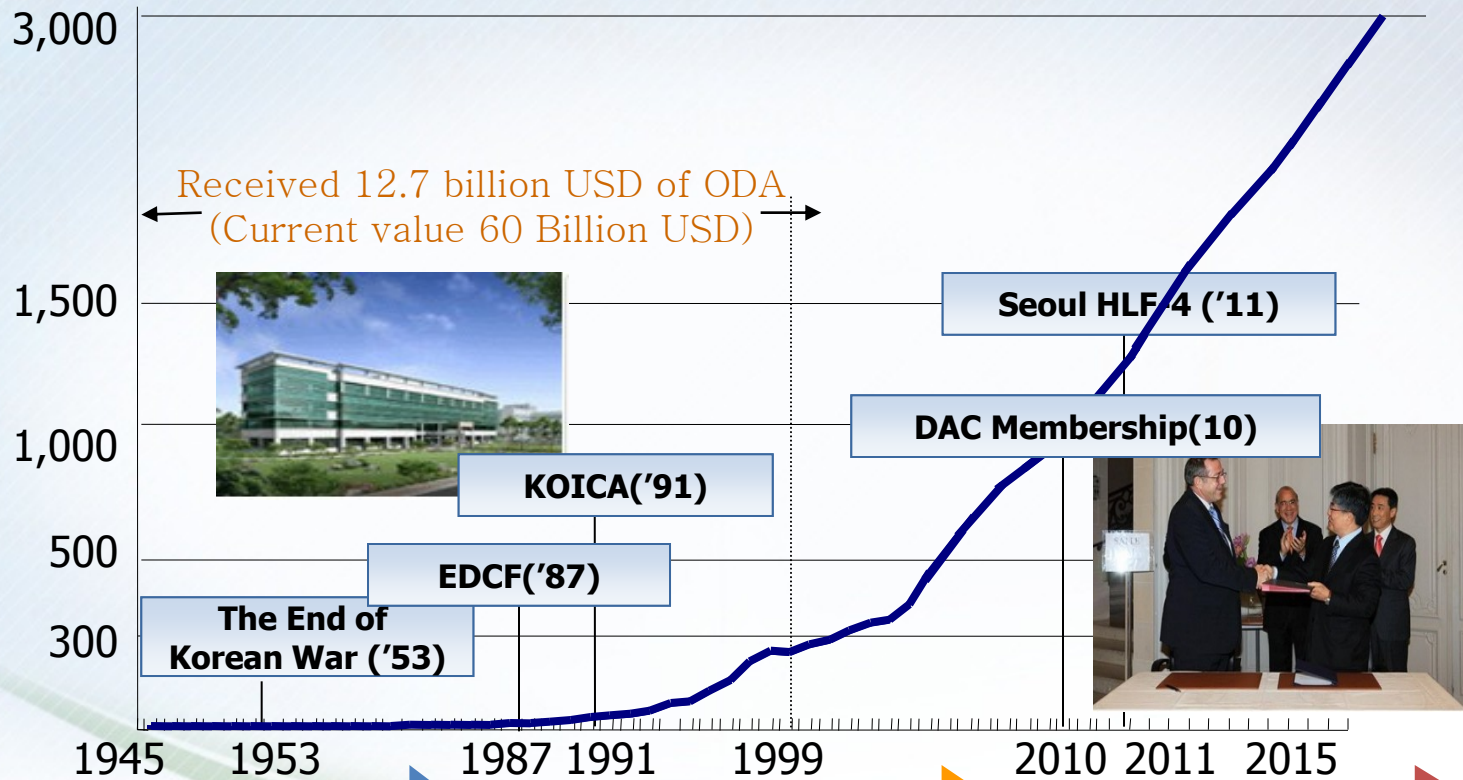 3,000
Received 12.7 billion USD of ODA
(Current value 60 Billion USD)
1,500
Seoul HLF-4 (’11)
1,000
DAC Membership(10)
KOICA(’91)
500
EDCF(’87)
The End of
Korean War (’53)
300
1945 1953 1987 1991 1999 2010 2011 2015